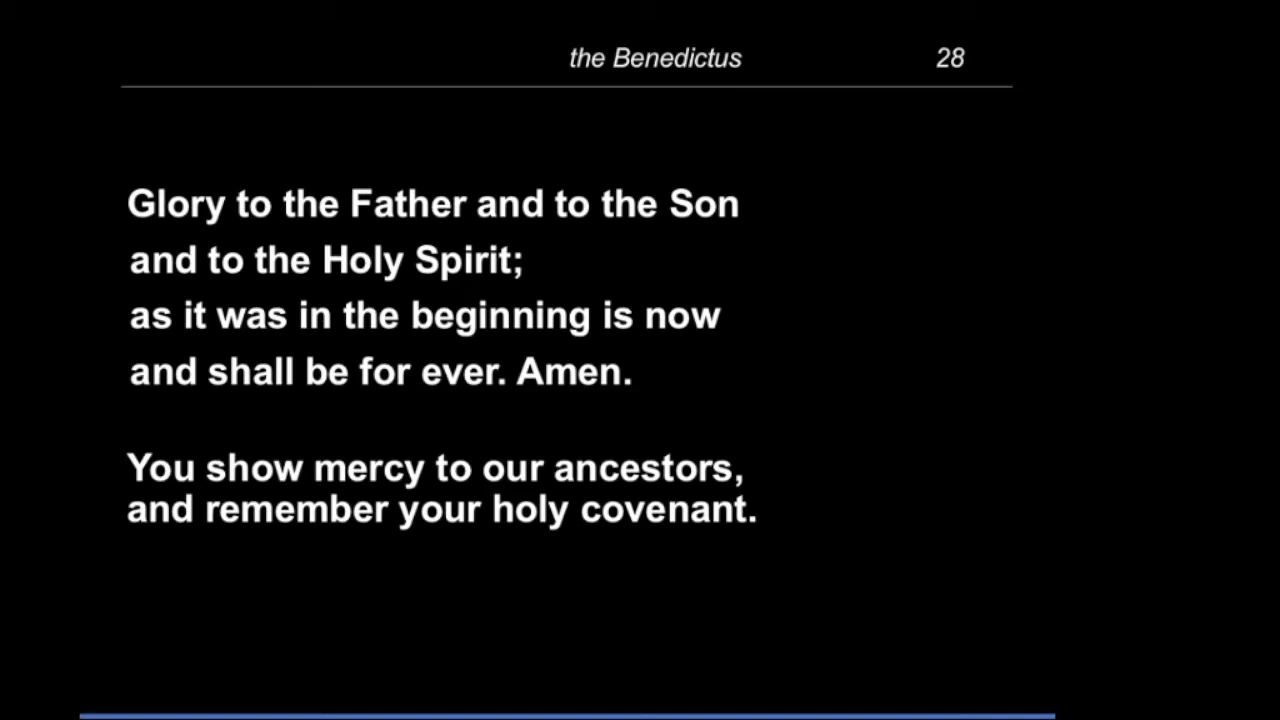 the Benedictus 28
Glory to the Father and to the Son
and to the Holy Spirit;
as it was in the beginning is now
and shall be for ever. Amen.
You show mercy to our ancestors,
and remember your holy covenant.